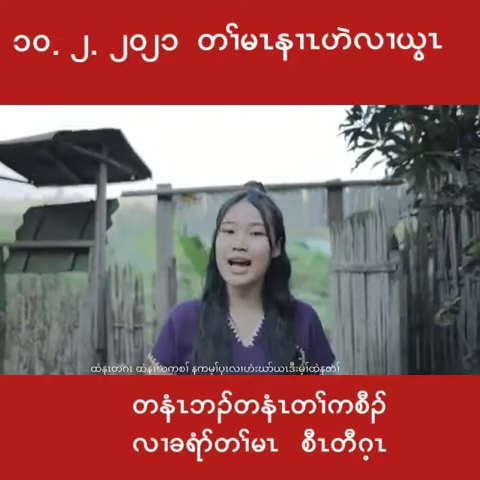 ၁၀. ၂. ၂၀၂၁ တၢ်မၤနၢၤဟဲလၢယွၤ
တနံၤဘၣ်တနံၤတၢ်ကစီၣ်
လၢခရံာ်တၢ်မၤ စီၤတီဂ့ၤ